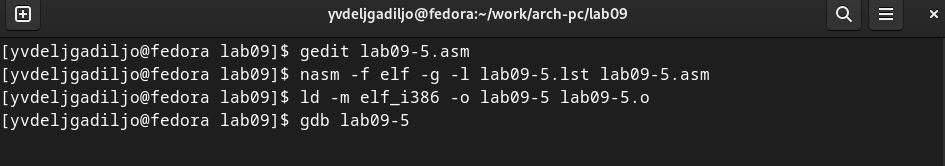 yvdeljgadiljo@fedora:~/work/arch-pc/lab09
[yvdeljgadiljo@fedora lab09]$ gedit lab09-5.asm
[yvdeljgadiljo@fedora lab09]$ nasm -f elf -g -l lab09-5.lst lab09-5.asm
[yvdeljgadiljo@fedora lab09]$ ld -m elf_i386 -o lab09-5 lab09-5.o
[yvdeljgadiljo@fedora lab09]$ gdb lab09-5